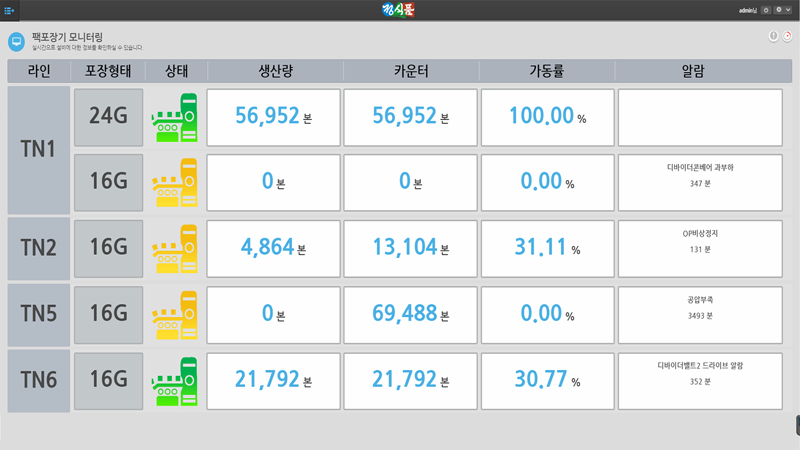 정식품
admin님
팩포장기 모니터링
실시간으로 설비에 대한 정보를 확인하실 수 있습니다.
라인 포장형태 상태 생산량 카운터 가동률 알람
TN1 24G 56,952 본 56,952 본 100.00 %
16G 0 본 0 본 0.00 % 디바이더콘베어 과부하
347 분
TN2 16G 4,864 본 13,104 본 31.11 % OP비상정지
131 분
TN5 16G 0 본 69,488 본 0.00 % 공압부족
3493 분
TN6 16G 21,792 본 21,792 본 30.77 % 디바이더밸트2 드라이브 알람
352 분